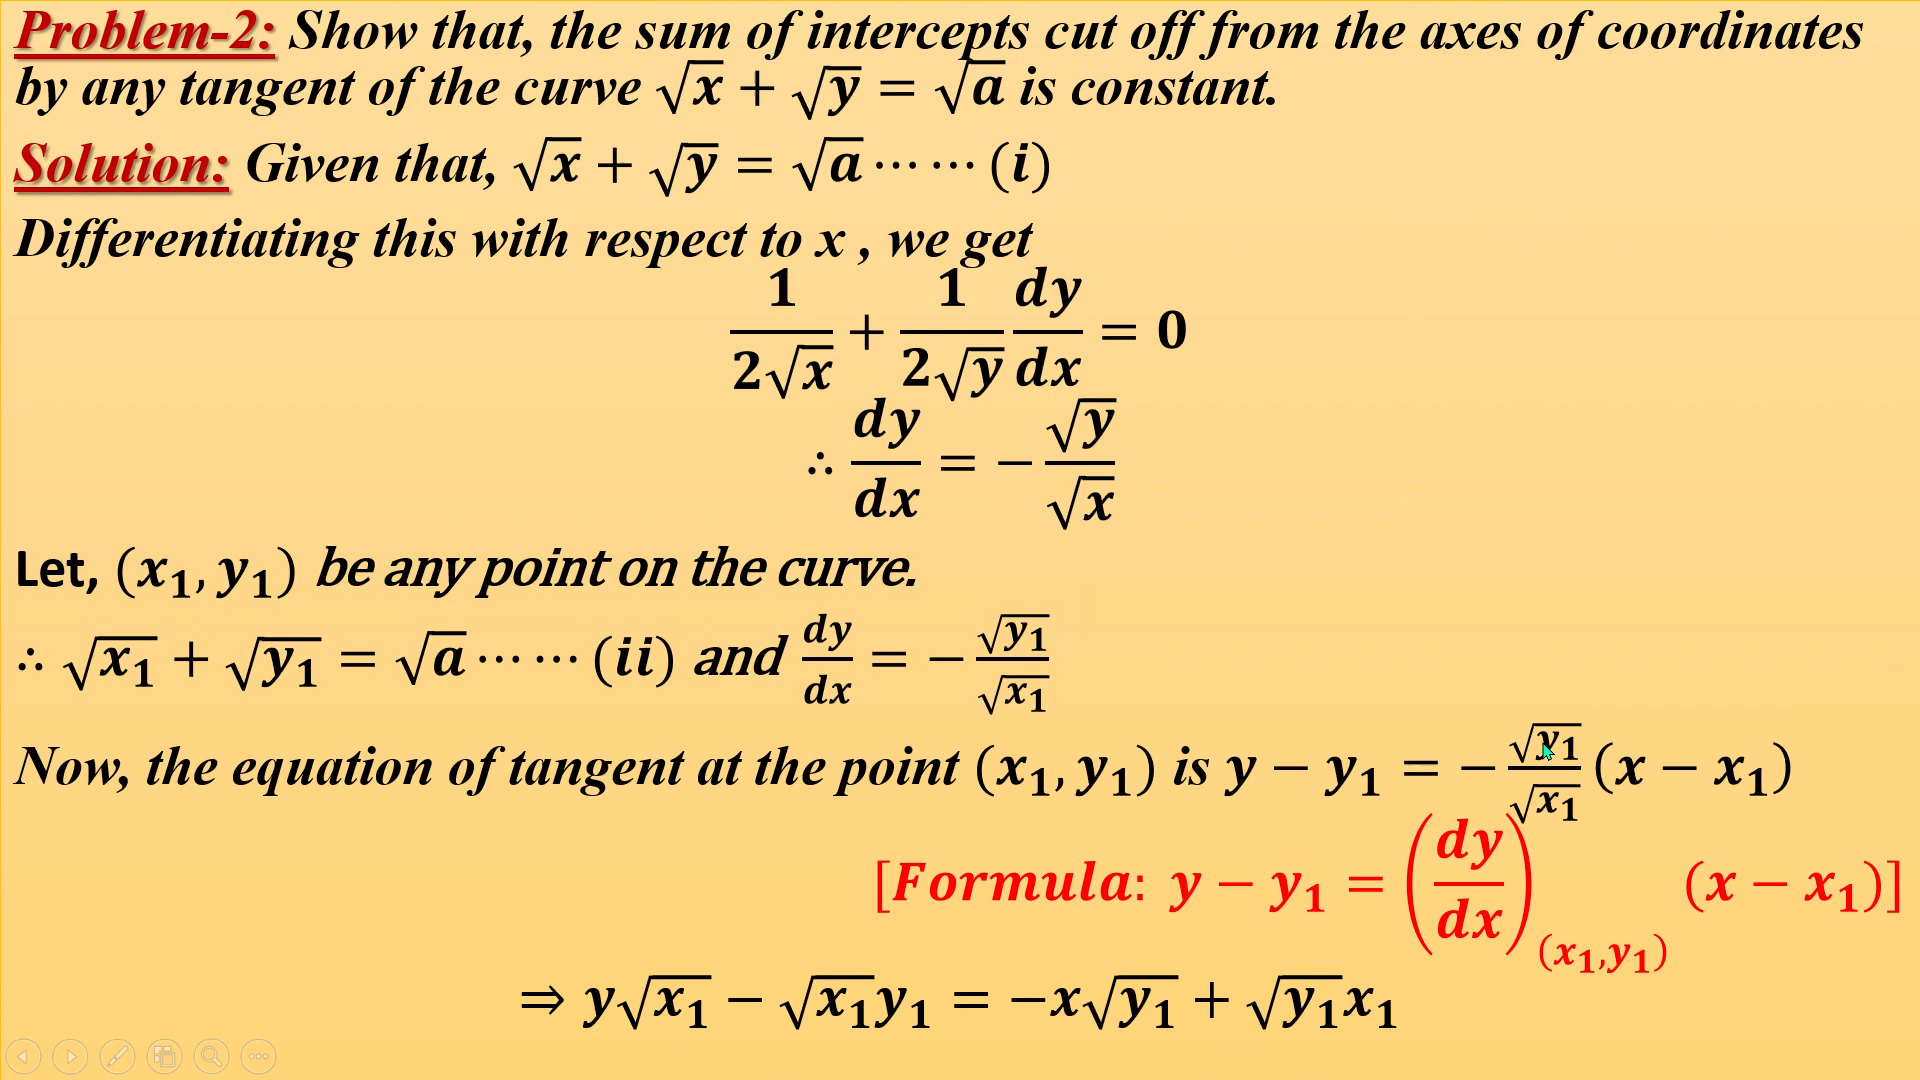 Problem-2: Show that, the sum of intercepts cut off from the axes of coordinates
by any tangent of the curve √x + √y = √a is constant.
Solution: Given that, √x + √y = √a ⋯ ⋯ (i)
Differentiating this with respect to x , we get
1/(2√x) + 1/(2√y) dy/dx = 0
∴ dy/dx = − √y/√x
Let, (x₁, y₁) be any point on the curve.
∴ √x₁ + √y₁ = √a ⋯ ⋯ (ii) and dy/dx = − √y₁/√x₁
Now, the equation of tangent at the point (x₁, y₁) is y − y₁ = − √y₁/√x₁ (x − x₁)
[Formula: y − y₁ = (dy/dx)₍x₁,y₁₎ (x − x₁)]
⇒ y√x₁ − √x₁y₁ = −x√y₁ + √y₁x₁